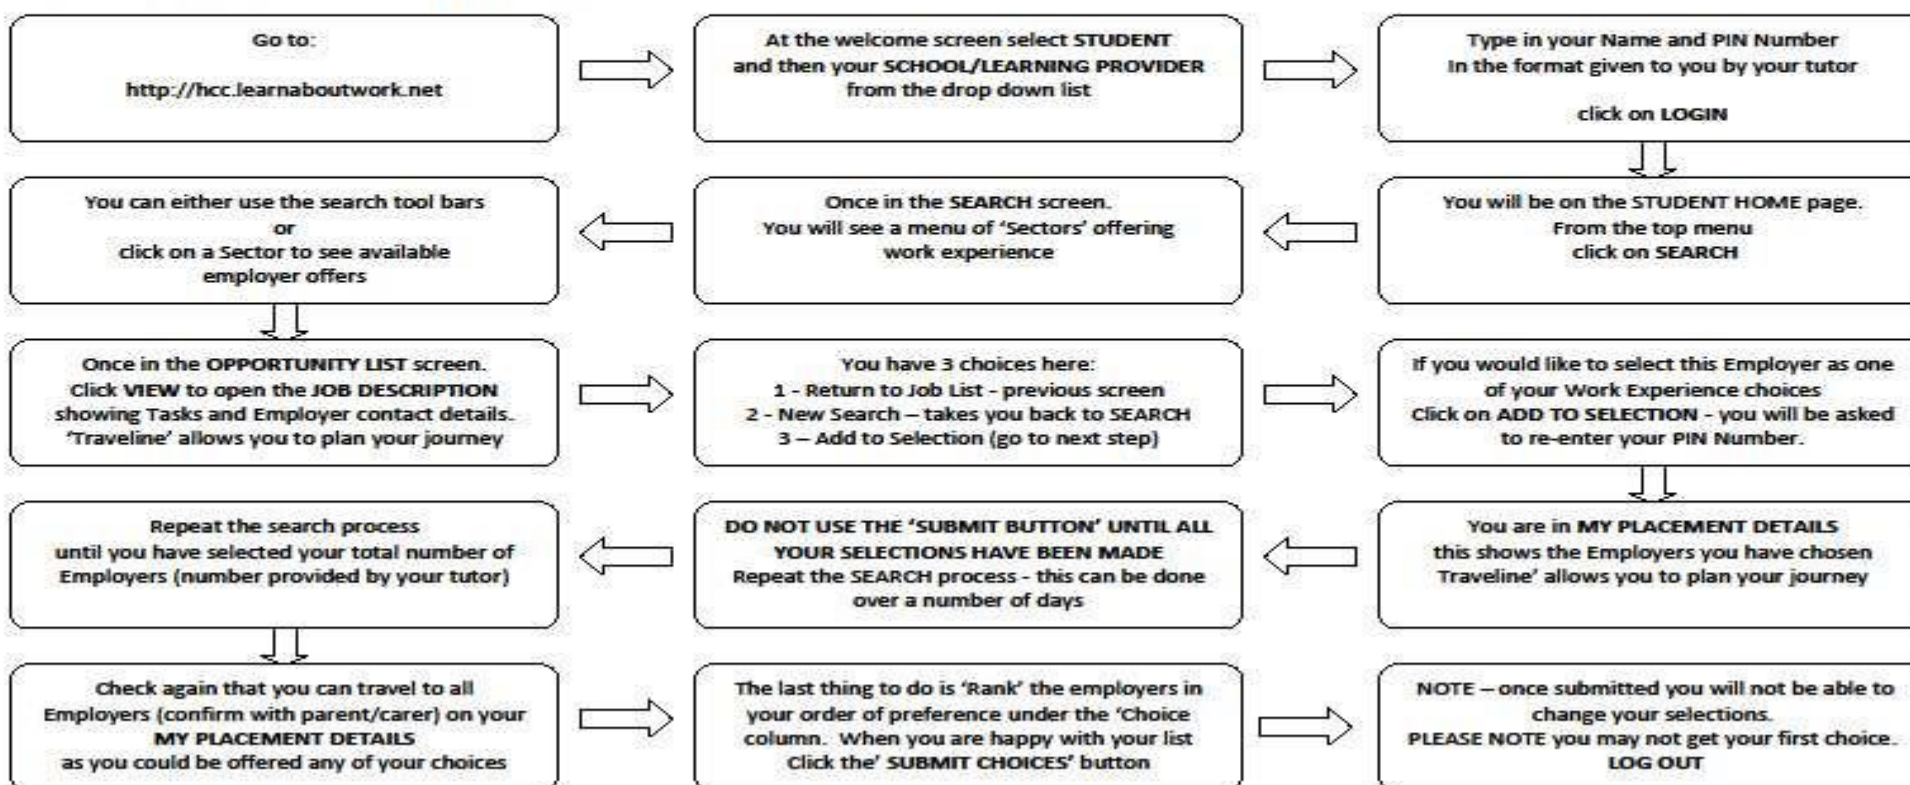 Go to:
http://hcc.learnaboutwork.net
At the welcome screen select STUDENT
and then your SCHOOL/LEARNING PROVIDER
from the drop down list
Type in your Name and PIN Number
In the format given to you by your tutor
click on LOGIN
You will be on the STUDENT HOME page.
From the top menu
click on SEARCH
Once in the SEARCH screen.
You will see a menu of ‘Sectors’ offering
work experience
You can either use the search tool bars
or
click on a Sector to see available
employer offers
Once in the OPPORTUNITY LIST screen.
Click VIEW to open the JOB DESCRIPTION
showing Tasks and Employer contact details.
‘Traveline’ allows you to plan your journey
You have 3 choices here:
1 - Return to Job List - previous screen
2 - New Search – takes you back to SEARCH
3 – Add to Selection (go to next step)
If you would like to select this Employer as one
of your Work Experience choices
Click on ADD TO SELECTION - you will be asked
to re-enter your PIN Number.
You are in MY PLACEMENT DETAILS
this shows the Employers you have chosen
Traveline’ allows you to plan your journey
DO NOT USE THE ‘SUBMIT BUTTON’ UNTIL ALL
YOUR SELECTIONS HAVE BEEN MADE
Repeat the SEARCH process - this can be done
over a number of days
Repeat the search process
until you have selected your total number of
Employers (number provided by your tutor)
Check again that you can travel to all
Employers (confirm with parent/carer) on your
MY PLACEMENT DETAILS
as you could be offered any of your choices
The last thing to do is ‘Rank’ the employers in
your order of preference under the ‘Choice
column. When you are happy with your list
Click the’ SUBMIT CHOICES’ button
NOTE – once submitted you will not be able to
change your selections.
PLEASE NOTE you may not get your first choice.
LOG OUT